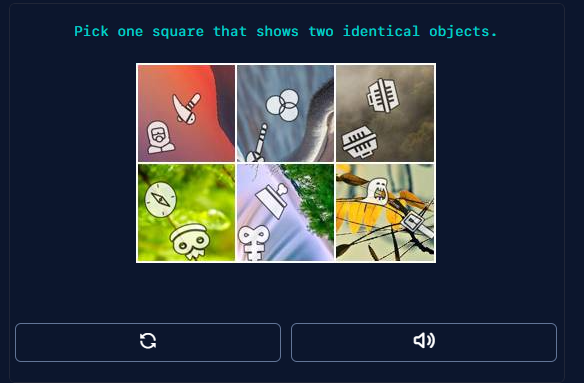 Pick one square that shows two identical objects.